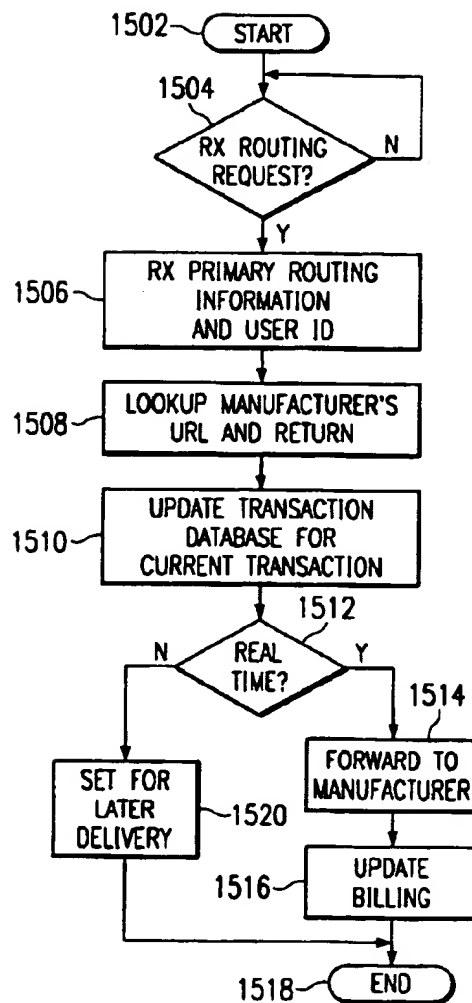 1502
START
1504
RX ROUTING
REQUEST?
N
Y
1506
RX PRIMARY ROUTING
INFORMATION
AND USER ID
1508
LOOKUP MANUFACTURER'S
URL AND RETURN
1510
UPDATE TRANSACTION
DATABASE FOR
CURRENT TRANSACTION
1512
N
REAL
TIME?
Y
1514
FORWARD TO
MANUFACTURER
SET FOR
LATER
DELIVERY
1520
1516
UPDATE
BILLING
1518
END